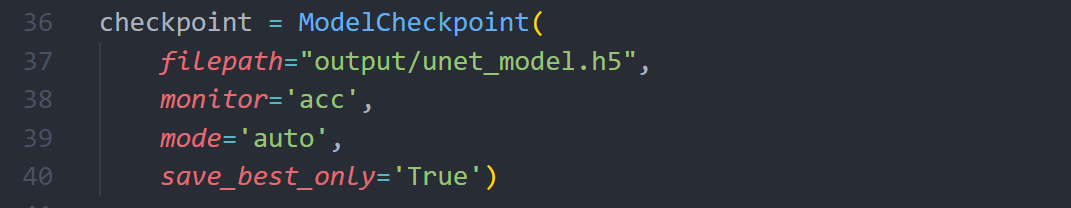 36 checkpoint = ModelCheckpoint(
37     filepath="output/unet_model.h5",
38     monitor='acc',
39     mode='auto',
40     save_best_only='True')